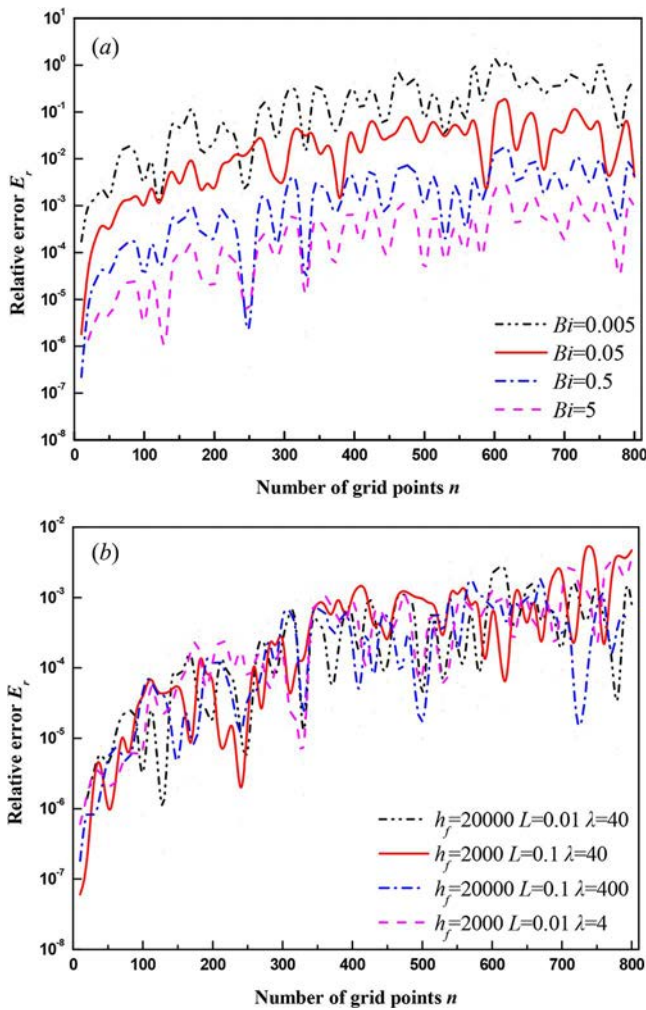 (a)
Relative error E_r
10^1
10^0
10^-1
10^-2
10^-3
10^-4
10^-5
10^-6
10^-7
10^-8
Bi=0.005
Bi=0.05
Bi=0.5
Bi=5
0 100 200 300 400 500 600 700 800
Number of grid points n
(b)
Relative error E_r
10^-2
10^-3
10^-4
10^-5
10^-6
10^-7
10^-8
h_f=20000 L=0.01 λ=40
h_f=2000 L=0.1 λ=40
h_f=20000 L=0.1 λ=400
h_f=2000 L=0.01 λ=4
0 100 200 300 400 500 600 700 800
Number of grid points n